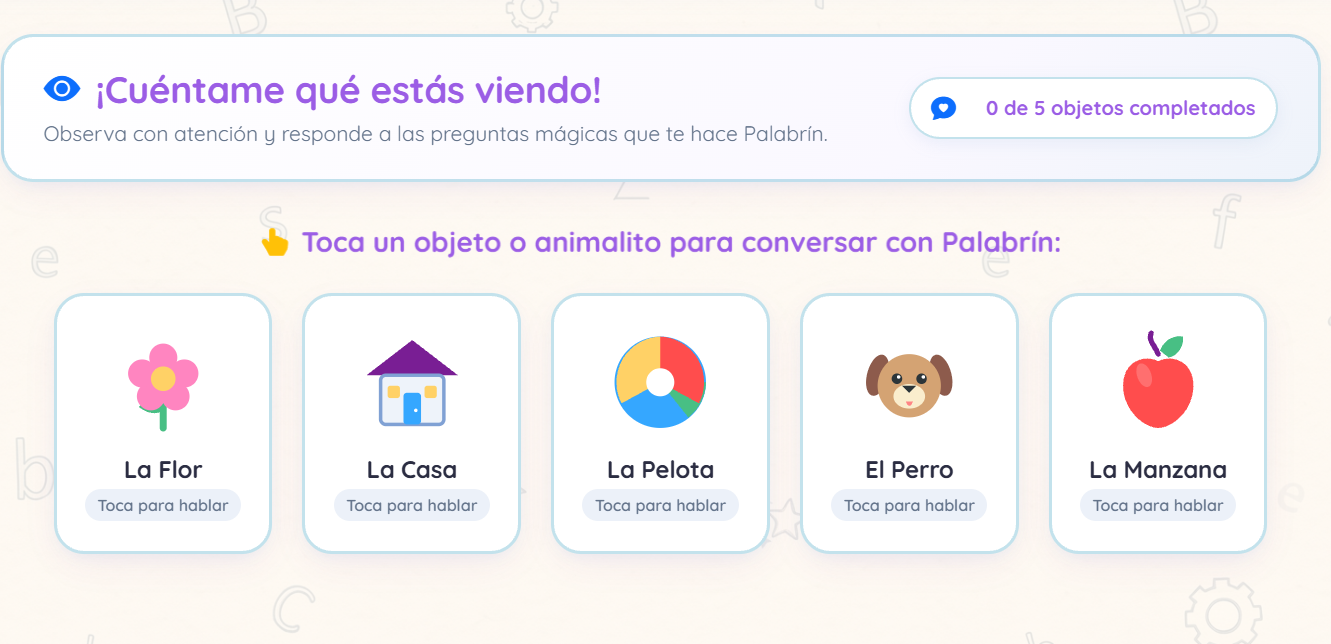 ¡Cuéntame qué estás viendo!
Observa con atención y responde a las preguntas mágicas que te hace Palabrín.
0 de 5 objetos completados
Toca un objeto o animalito para conversar con Palabrín:
La Flor
Toca para hablar
La Casa
Toca para hablar
La Pelota
Toca para hablar
El Perro
Toca para hablar
La Manzana
Toca para hablar